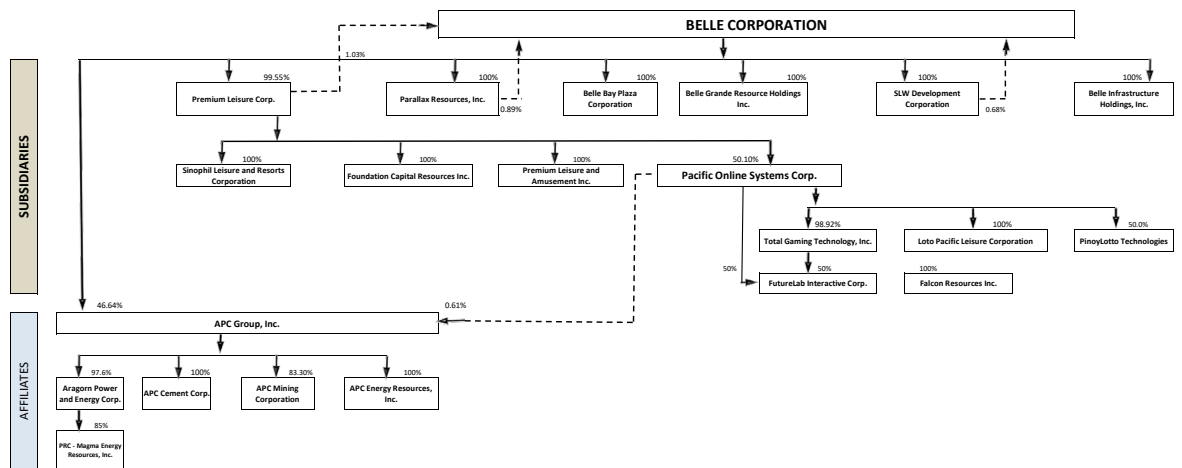 BELLE CORPORATION
1.03%
SUBSIDIARIES
99.55%
Premium Leisure Corp.
100%
Parallax Resources, Inc.
0.89%
100%
Belle Bay Plaza
Corporation
100%
Belle Grande Resource Holdings
Inc.
100%
SLW Development
Corporation
0.68%
100%
Belle Infrastructure
Holdings, Inc.
100%
Sinophil Leisure and Resorts
Corporation
100%
Foundation Capital Resources Inc.
100%
Premium Leisure and
Amusement Inc.
50.10%
Pacific Online Systems Corp.
98.92%
Total Gaming Technology, Inc.
100%
Loto Pacific Leisure Corporation
50.0%
PinoyLotto Technologies
50%
50%
FutureLab Interactive Corp.
100%
Falcon Resources Inc.
AFFILIATES
46.64%
0.61%
APC Group, Inc.
97.6%
Aragorn Power
and Energy Corp.
100%
APC Cement Corp.
83.30%
APC Mining
Corporation
100%
APC Energy Resources,
Inc.
85%
PRC - Magma Energy
Resources, Inc.